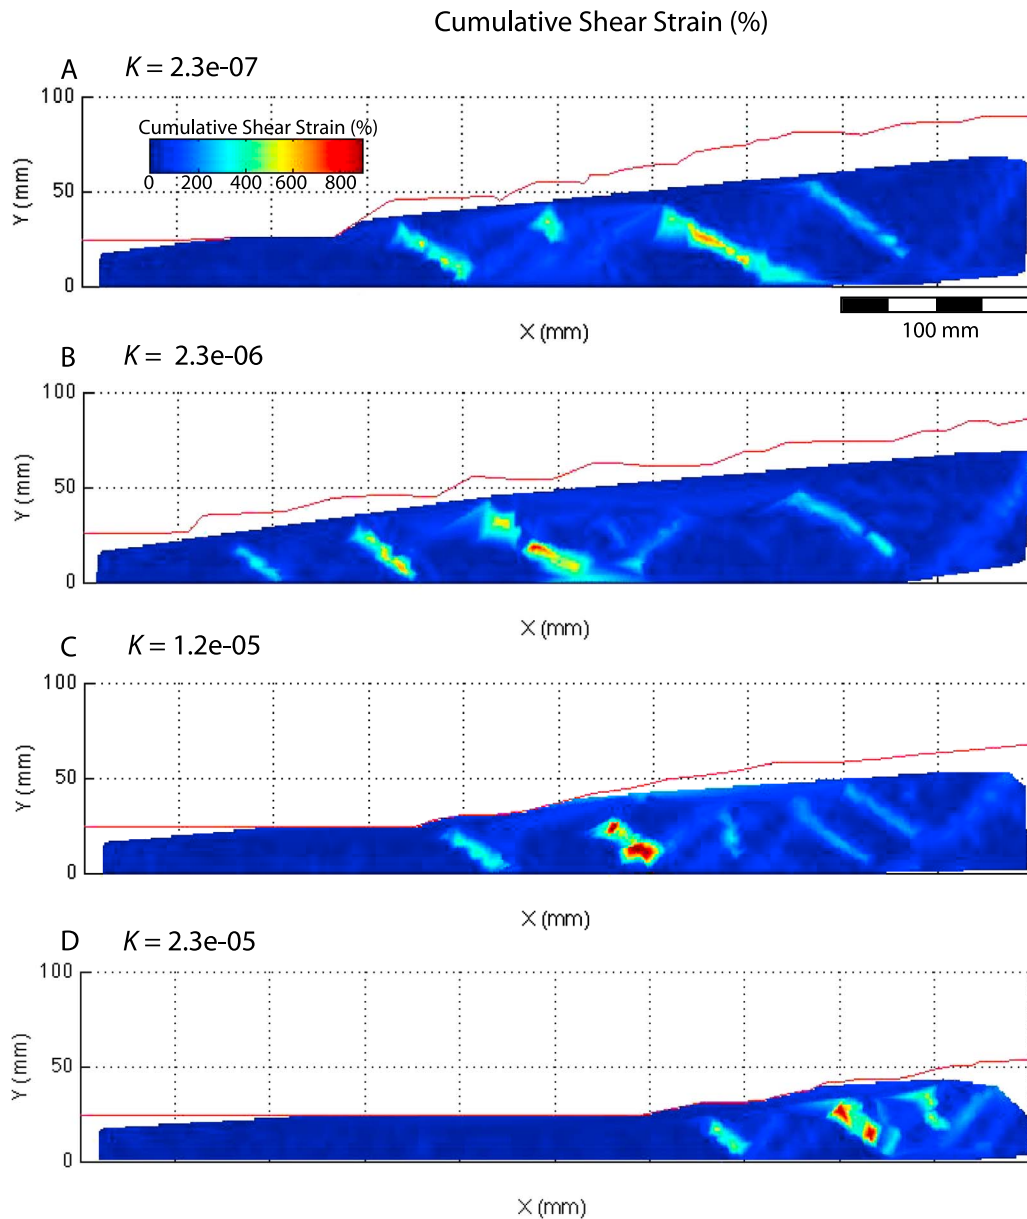 Cumulative Shear Strain (%)
A K = 2.3e-07
100
Cumulative Shear Strain (%)
0 200 400 600 800
50
Y (mm)
0
X (mm)
100 mm
B K = 2.3e-06
100
50
Y (mm)
0
X (mm)
C K = 1.2e-05
100
50
Y (mm)
0
X (mm)
D K = 2.3e-05
100
50
Y (mm)
0
X (mm)